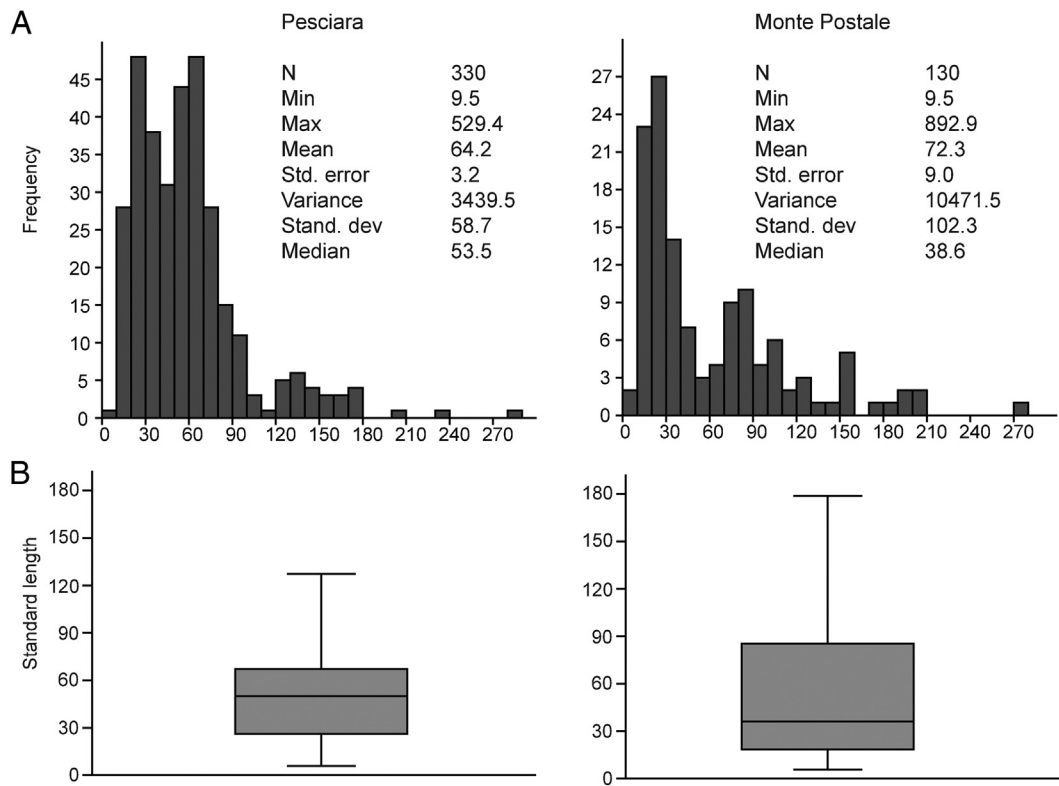 A
Pesciara
Monte Postale
Frequency
45
40
35
30
25
20
15
10
5
0
0 30 60 90 120 150 180 210 240 270
N 330
Min 9.5
Max 529.4
Mean 64.2
Std. error 3.2
Variance 3439.5
Stand. dev 58.7
Median 53.5
27
24
21
18
15
12
9
6
3
0
0 30 60 90 120 150 180 210 240 270
N 130
Min 9.5
Max 892.9
Mean 72.3
Std. error 9.0
Variance 10471.5
Stand. dev 102.3
Median 38.6
B
Standard length
180
150
120
90
60
30
0
180
150
120
90
60
30
0